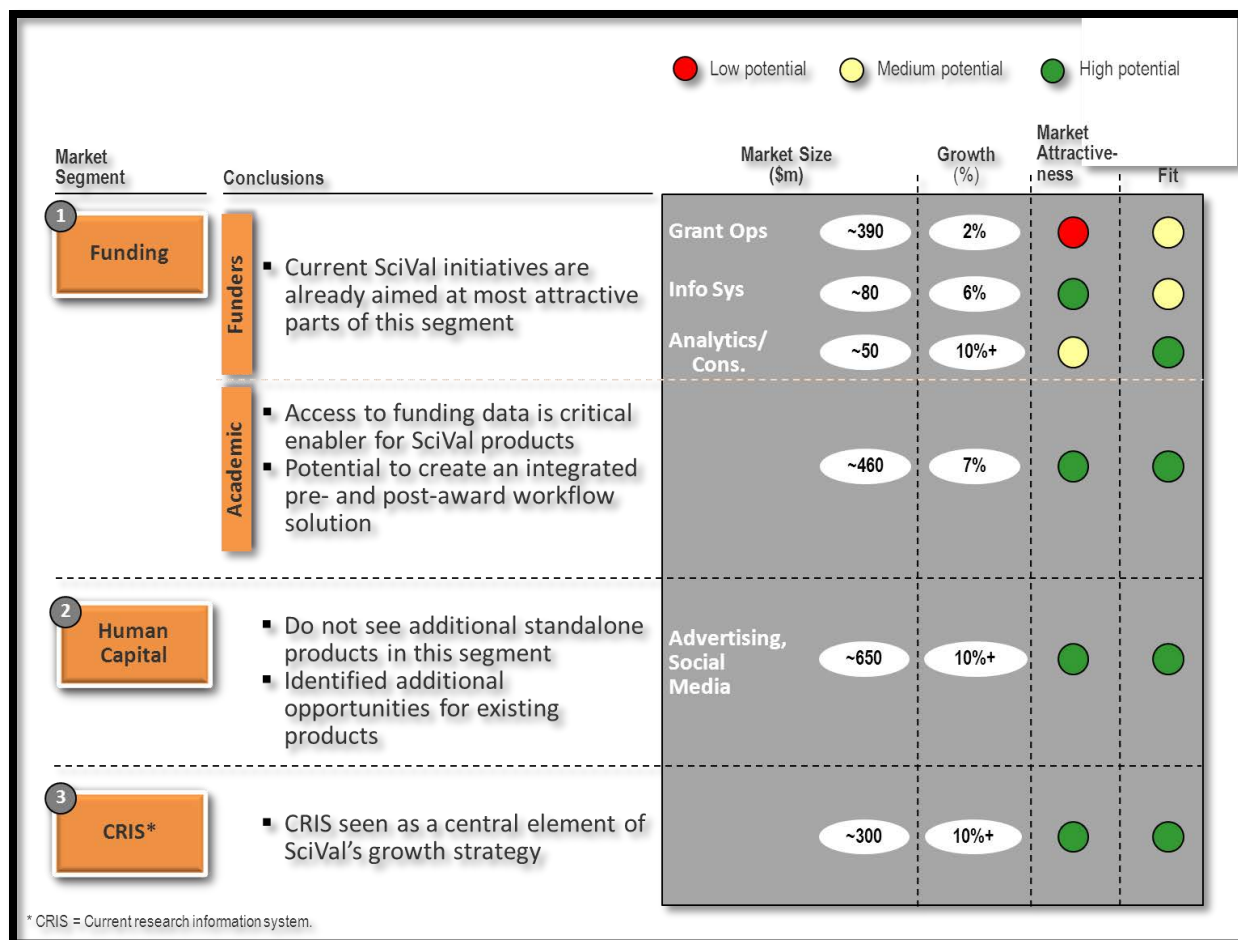 Low potential
Medium potential
High potential
Market
Segment
Conclusions
Market Size
($m)
Growth
(%)
Market
Attractive-
ness
Fit
1
Funding
Funders
▪ Current SciVal initiatives are
already aimed at most attractive
parts of this segment
Grant Ops
~390
2%
Info Sys
~80
6%
Analytics/
Cons.
~50
10%+
Academic
▪ Access to funding data is critical
enabler for SciVal products
▪ Potential to create an integrated
pre- and post-award workflow
solution
~460
7%
2
Human
Capital
▪ Do not see additional standalone
products in this segment
▪ Identified additional
opportunities for existing
products
Advertising,
Social
Media
~650
10%+
3
CRIS*
▪ CRIS seen as a central element of
SciVal’s growth strategy
~300
10%+
* CRIS = Current research information system.